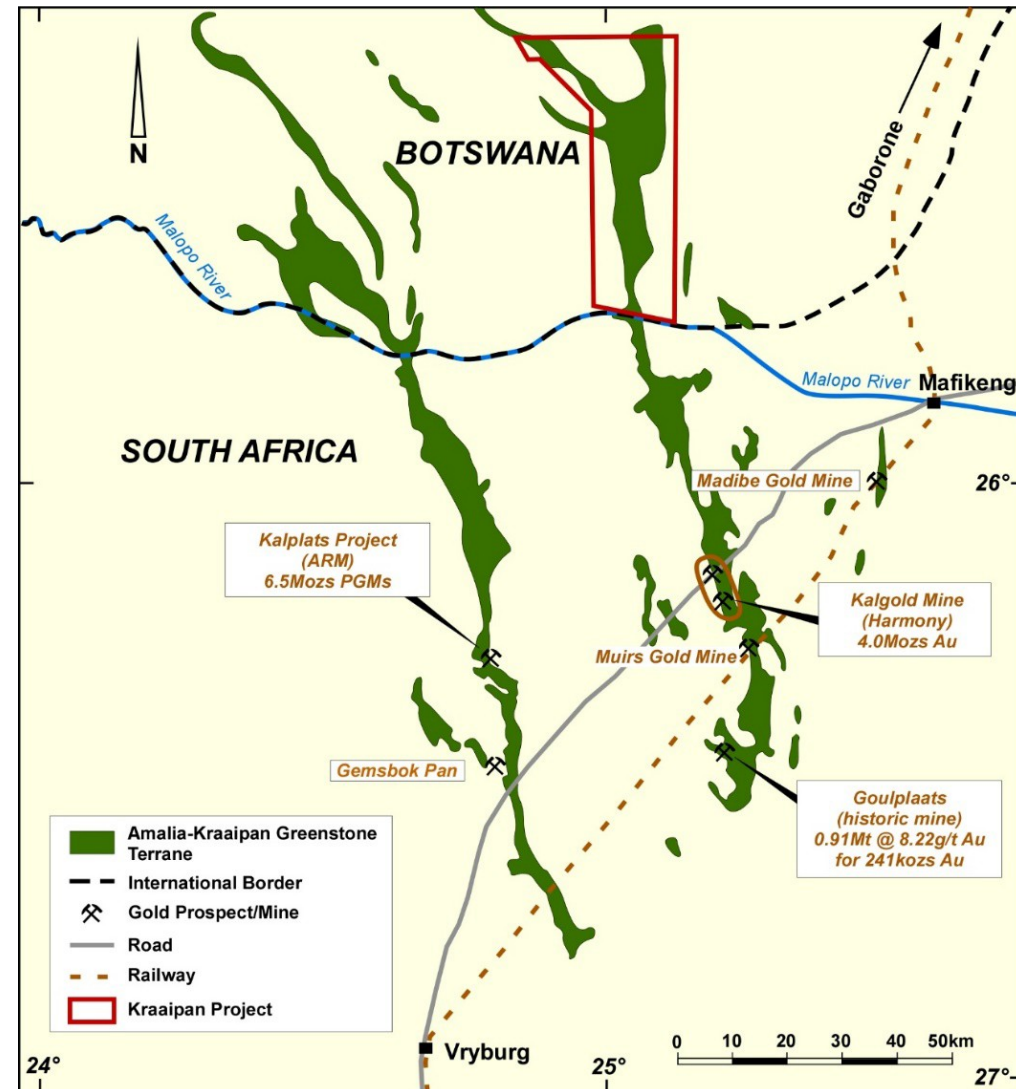 N
BOTSWANA
Gaborone
Malopo River
Malopo River
Mafikeng
SOUTH AFRICA
Madibe Gold Mine
26°
Kalplats Project
(ARM)
6.5Mozs PGMs
Kalgold Mine
(Harmony)
4.0Mozs Au
Muirs Gold Mine
Gemsbok Pan
Goulplaats
(historic mine)
0.91Mt @ 8.22g/t Au
for 241kozs Au
Amalia-Kraaipan Greenstone
Terrane
International Border
Gold Prospect/Mine
Road
Railway
Kraaipan Project
Vryburg
0 10 20 30 40 50km
24°
25°
27°